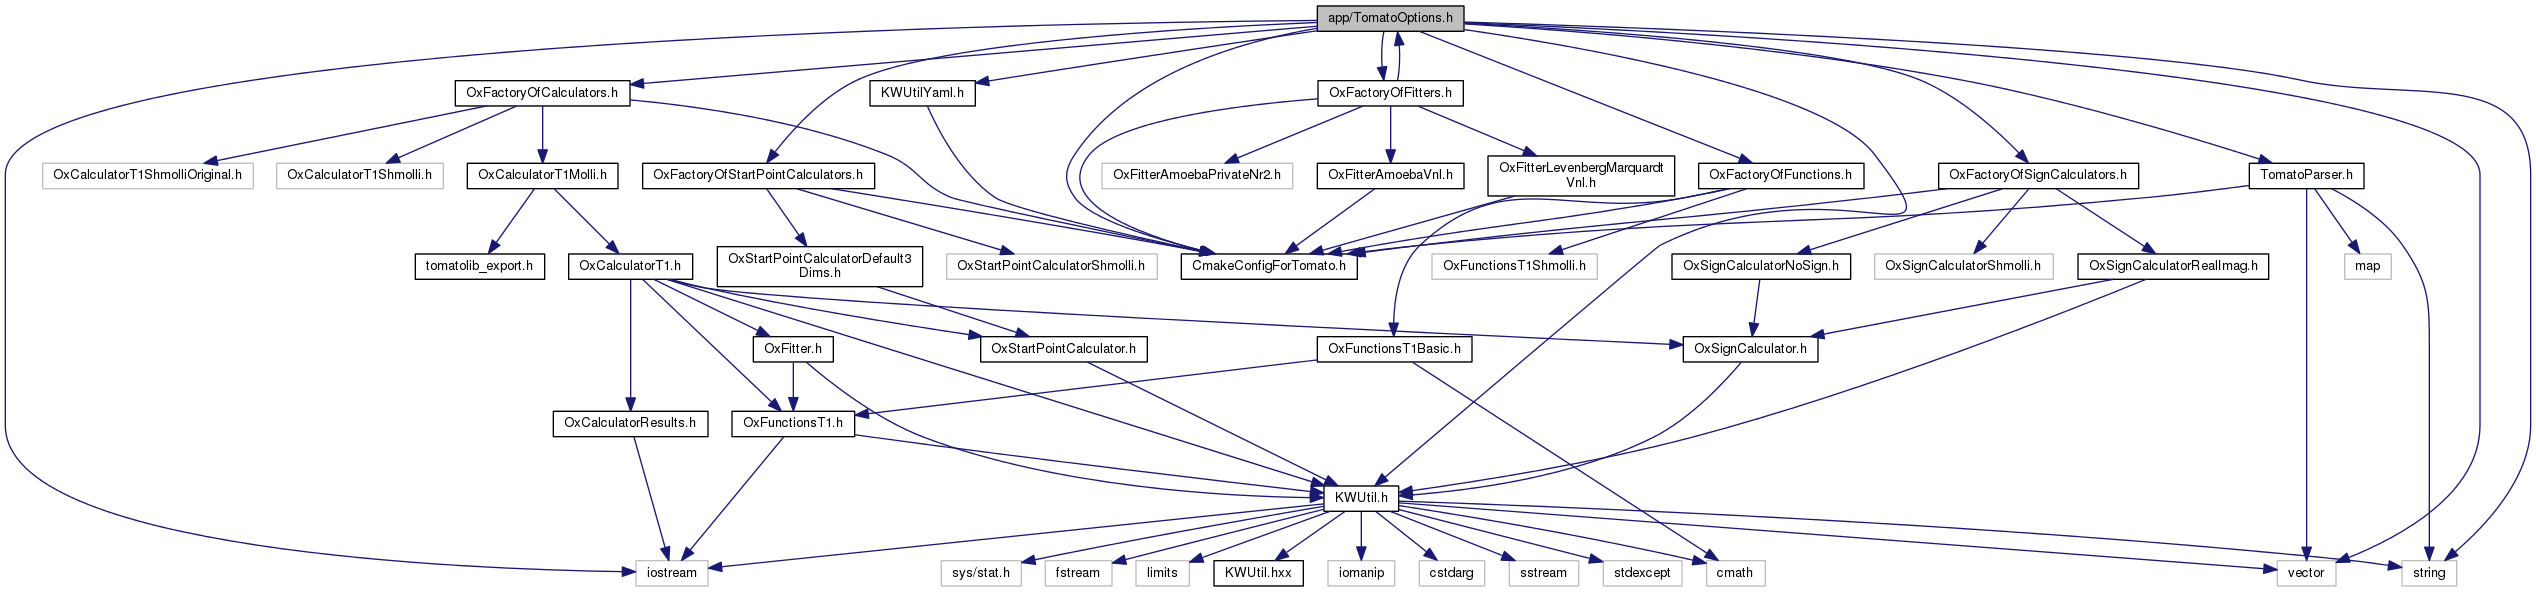 app/TomatoOptions.h
OxFactoryOfCalculators.h
KWUtilYaml.h
OxFactoryOfFitters.h
OxCalculatorT1ShmolliOriginal.h
OxCalculatorT1Shmolli.h
OxCalculatorT1Molli.h
OxFactoryOfStartPointCalculators.h
OxFitterAmoebaPrivateNr2.h
OxFitterAmoebaVnl.h
OxFitterLevenbergMarquardt
Vnl.h
OxFactoryOfFunctions.h
OxFactoryOfSignCalculators.h
TomatoParser.h
tomatolib_export.h
OxCalculatorT1.h
OxStartPointCalculatorDefault3
Dims.h
OxStartPointCalculatorShmolli.h
CmakeConfigForTomato.h
OxFunctionsT1Shmolli.h
OxSignCalculatorNoSign.h
OxSignCalculatorShmolli.h
OxSignCalculatorRealImag.h
map
OxFitter.h
OxStartPointCalculator.h
OxFunctionsT1Basic.h
OxSignCalculator.h
OxCalculatorResults.h
OxFunctionsT1.h
KWUtil.h
iostream
sys/stat.h
fstream
limits
KWUtil.hxx
iomanip
cstdarg
sstream
stdexcept
cmath
vector
string